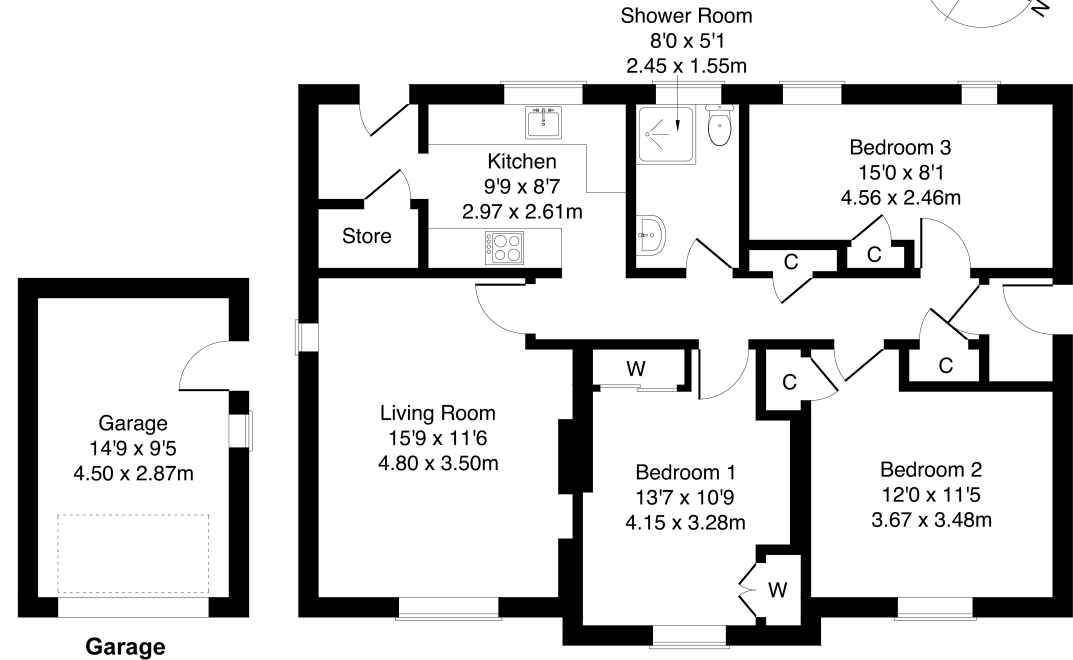 N
Shower Room
8'0 x 5'1
2.45 x 1.55m
Kitchen
9'9 x 8'7
2.97 x 2.61m
Bedroom 3
15'0 x 8'1
4.56 x 2.46m
Store
C
C
W
C
C
Living Room
15'9 x 11'6
4.80 x 3.50m
Garage
14'9 x 9'5
4.50 x 2.87m
Bedroom 1
13'7 x 10'9
4.15 x 3.28m
Bedroom 2
12'0 x 11'5
3.67 x 3.48m
W
Garage